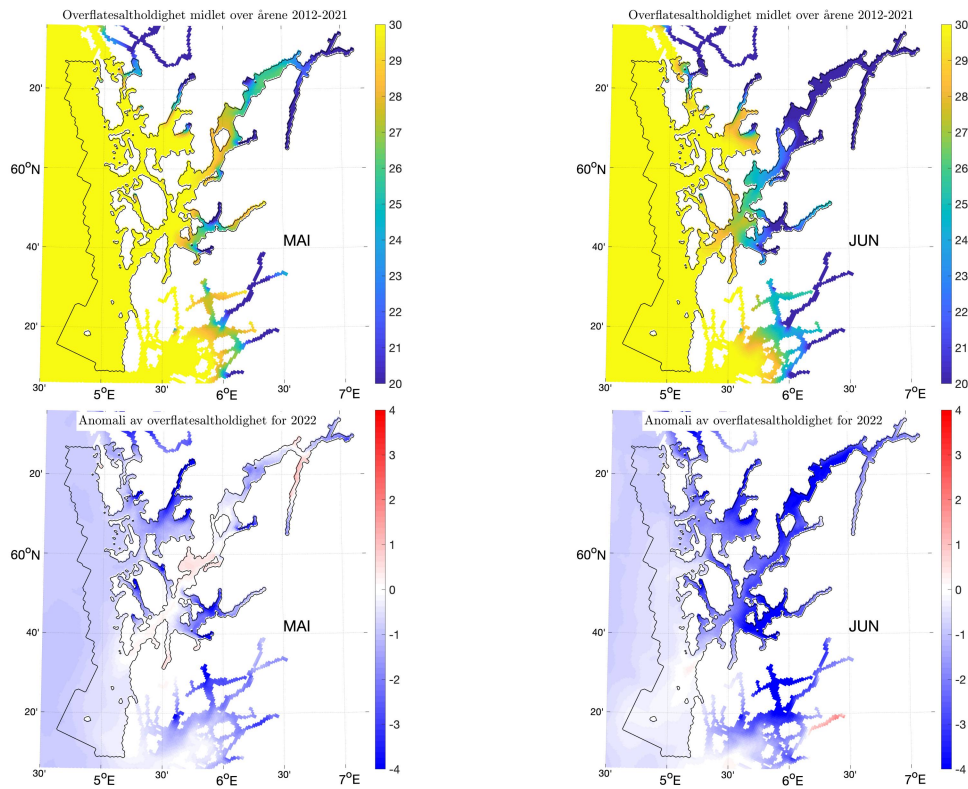 Overflatesaltholdighet midlet over årene 2012-2021
30
29
28
27
26
25
24
23
22
21
20
20'
60°N
40'
20'
MAI
30'
5°E
30'
6°E
30'
7°E
Overflatesaltholdighet midlet over årene 2012-2021
30
29
28
27
26
25
24
23
22
21
20
20'
60°N
40'
20'
JUN
30'
5°E
30'
6°E
30'
7°E
Anomali av overflatesaltholdighet for 2022
4
3
2
1
0
-1
-2
-3
-4
20'
60°N
40'
20'
MAI
30'
5°E
30'
6°E
30'
7°E
Anomali av overflatesaltholdighet for 2022
4
3
2
1
0
-1
-2
-3
-4
20'
60°N
40'
20'
JUN
30'
5°E
30'
6°E
30'
7°E